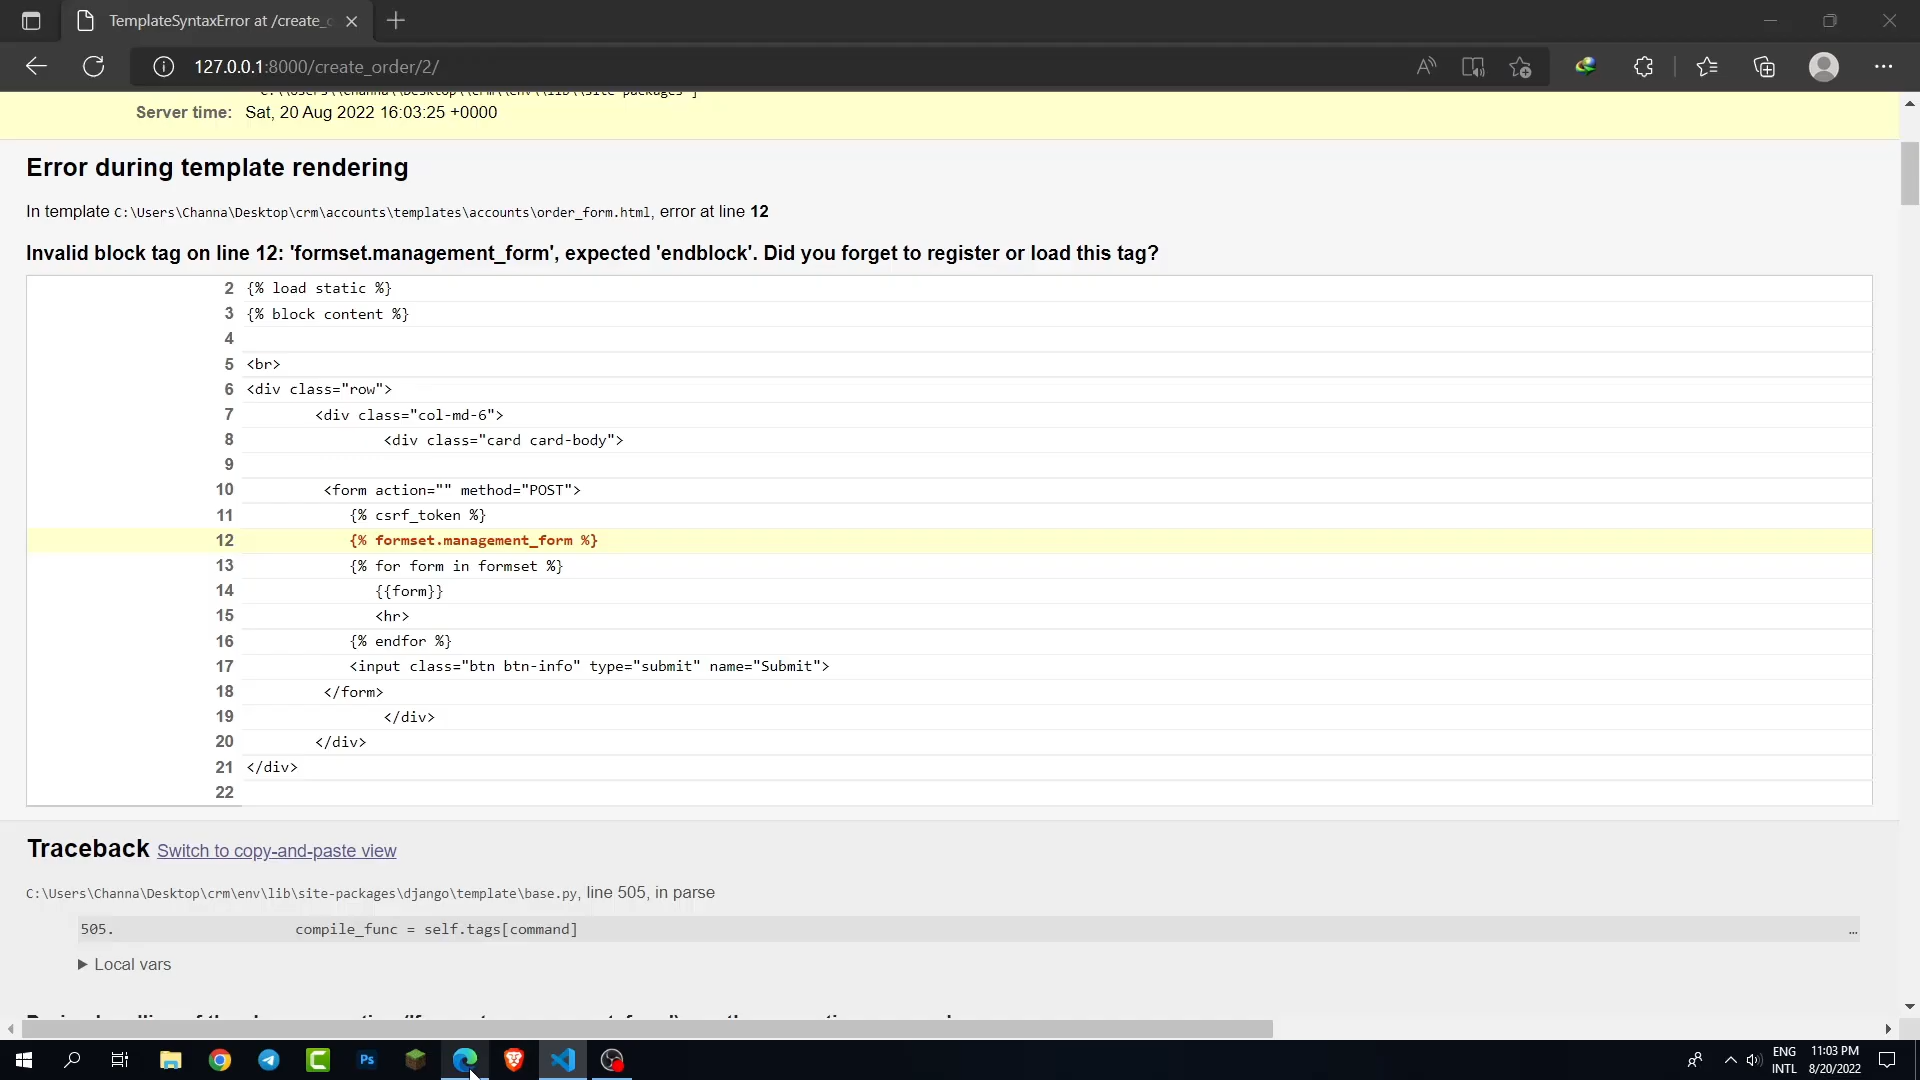 TemplateSyntaxError at /create_o
127.0.0.1:8000/create_order/2/
Server time: Sat, 20 Aug 2022 16:03:25 +0000
Error during template rendering
In template C:\Users\Channa\Desktop\crm\accounts\templates\accounts\order_form.html, error at line 12
Invalid block tag on line 12: 'formset.management_form', expected 'endblock'. Did you forget to register or load this tag?
2 {% load static %}
3 {% block content %}
4
5 <br>
6 <div class="row">
7 <div class="col-md-6">
8 <div class="card card-body">
9
10 <form action="" method="POST">
11 {% csrf_token %}
12 {% formset.management_form %}
13 {% for form in formset %}
14 {{form}}
15 <hr>
16 {% endfor %}
17 <input class="btn btn-info" type="submit" name="Submit">
18 </form>
19 </div>
20 </div>
21 </div>
22
Traceback Switch to copy-and-paste view
C:\Users\Channa\Desktop\crm\env\lib\site-packages\django\template\base.py, line 505, in parse
505. compile_func = self.tags[command] …
Local vars
ENG 11:03 PM
INTL 8/20/2022